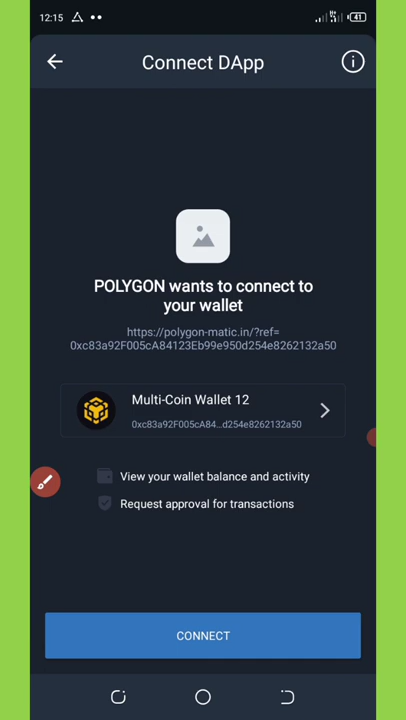 12:15
41
Connect DApp
POLYGON wants to connect to
your wallet
https://polygon-matic.in/?ref=
0xc83a92F005cA84123Eb99e950d254e8262132a50
Multi-Coin Wallet 12
0xc83a92F005cA84...d254e8262132a50
View your wallet balance and activity
Request approval for transactions
CONNECT